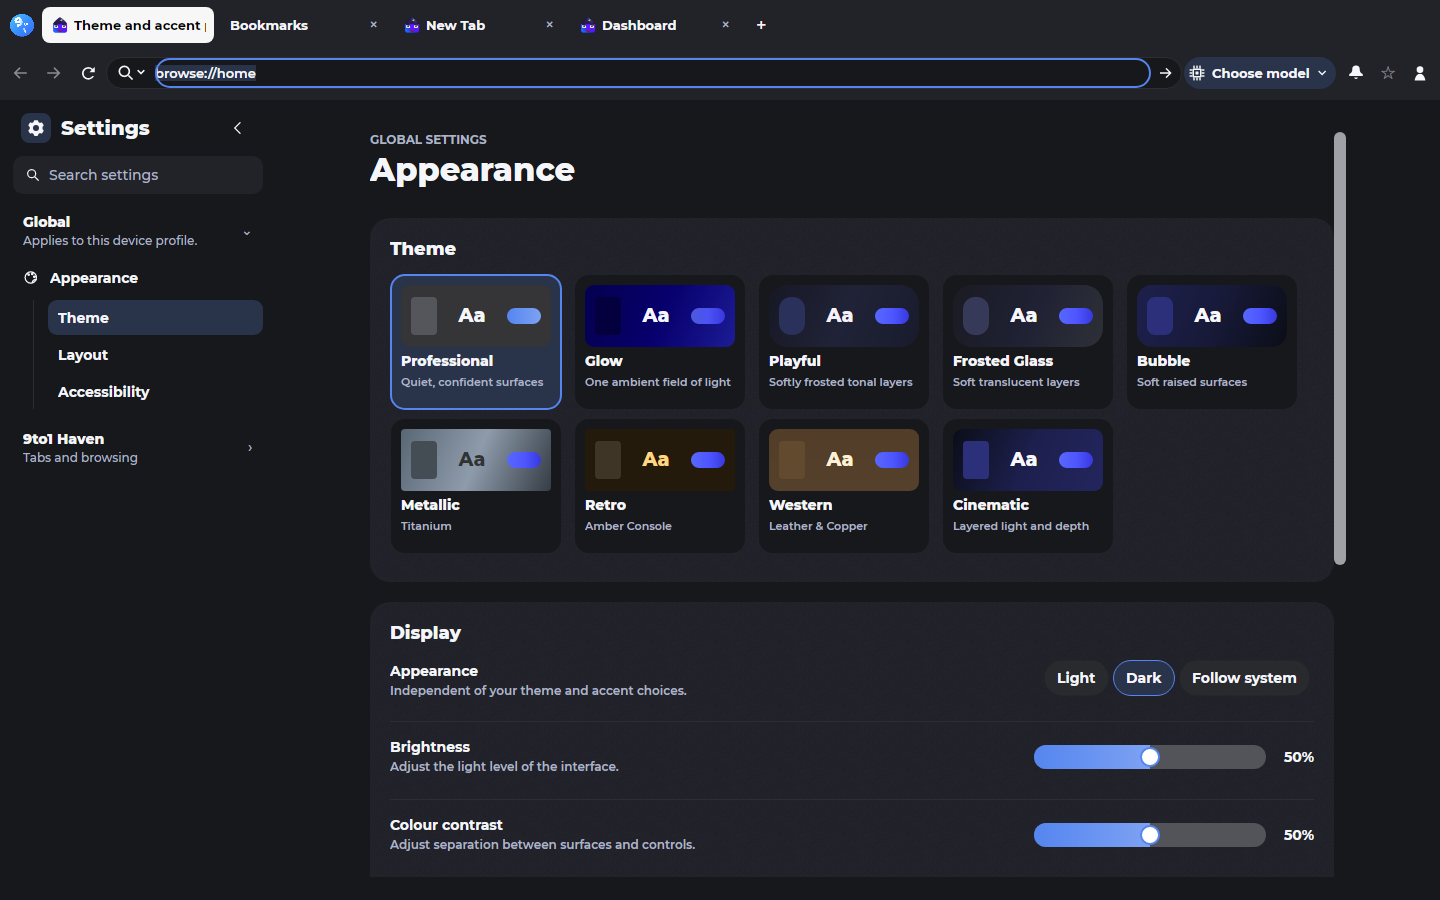 Theme and accent
Bookmarks
New Tab
Dashboard
browse://home
Choose model
Settings
Search settings
Global
Applies to this device profile.
Appearance
Theme
Layout
Accessibility
9to1 Haven
Tabs and browsing
GLOBAL SETTINGS
Appearance
Theme
Aa
Aa
Aa
Aa
Aa
Professional
Glow
Playful
Frosted Glass
Bubble
Quiet, confident surfaces
One ambient field of light
Softly frosted tonal layers
Soft translucent layers
Soft raised surfaces
Aa
Aa
Aa
Aa
Metallic
Retro
Western
Cinematic
Titanium
Amber Console
Leather & Copper
Layered light and depth
Display
Appearance
Independent of your theme and accent choices.
Light
Dark
Follow system
Brightness
Adjust the light level of the interface.
50%
Colour contrast
Adjust separation between surfaces and controls.
50%